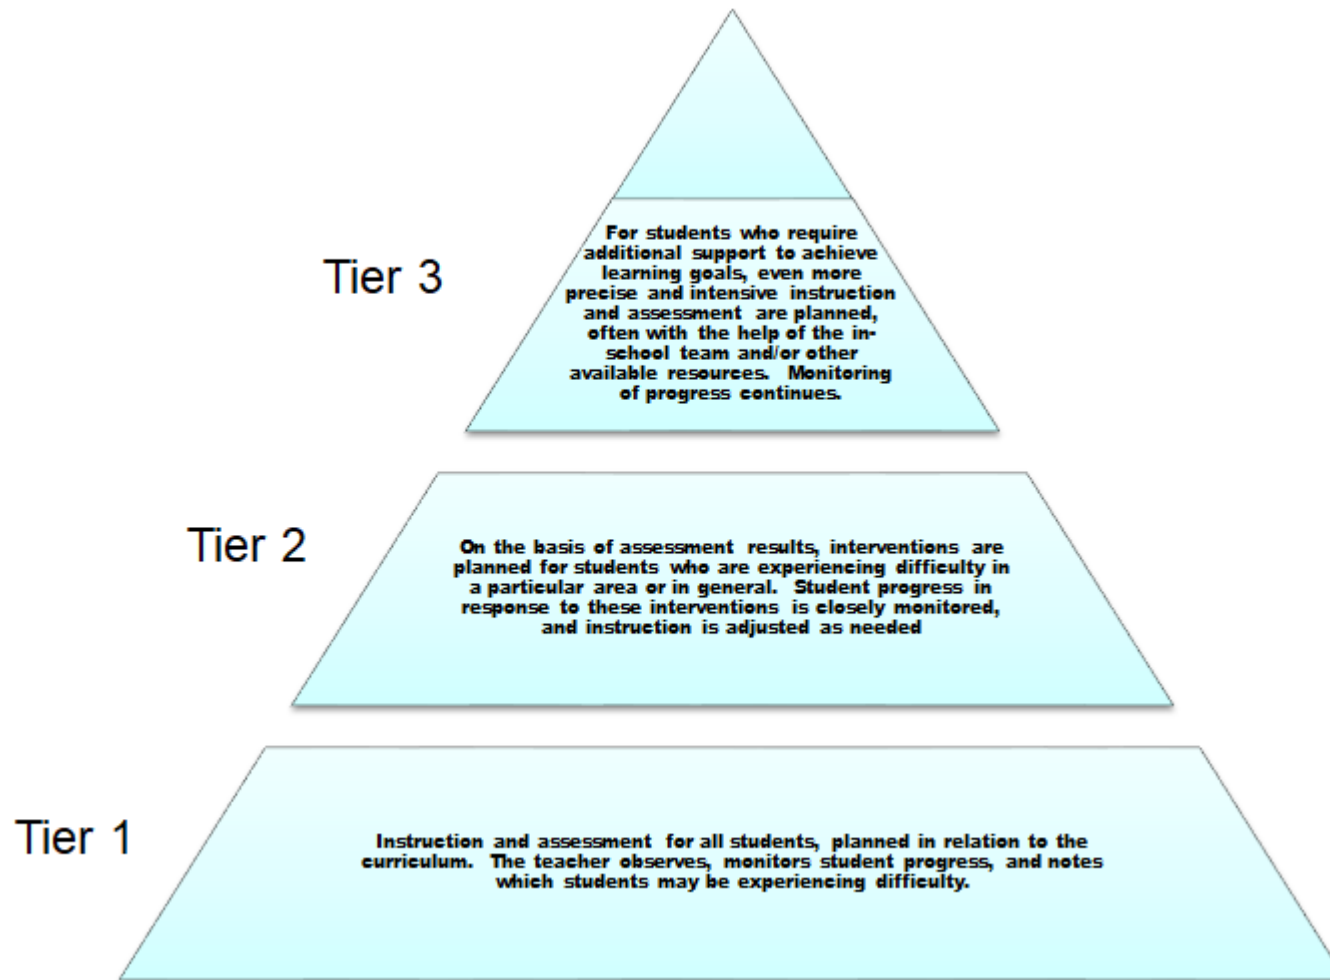 Tier 3
For students who require
additional support to achieve
learning goals, even more
precise and intensive instruction
and assessment are planned,
often with the help of the in-
school team and/or other
available resources. Monitoring
of progress continues.
Tier 2
On the basis of assessment results, interventions are
planned for students who are experiencing difficulty in
a particular area or in general. Student progress in
response to these interventions is closely monitored,
and instruction is adjusted as needed
Tier 1
Instruction and assessment for all students, planned in relation to the
curriculum. The teacher observes, monitors student progress, and notes
which students may be experiencing difficulty.